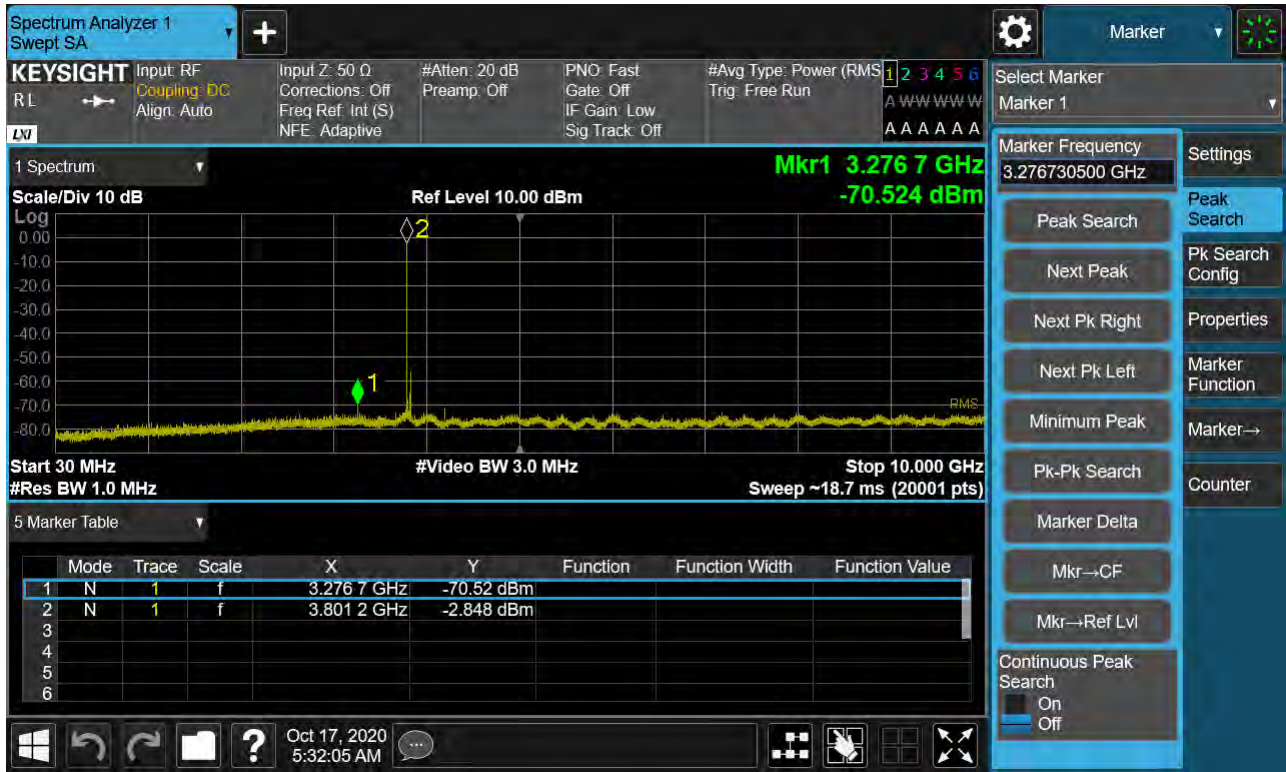 Spectrum Analyzer 1
Swept SA
+
Marker
KEYSIGHT
RL
LXI
Input: RF
Coupling: DC
Align: Auto
Input Z: 50 Ω
Corrections: Off
Freq Ref: Int (S)
NFE: Adaptive
#Atten: 20 dB
Preamp: Off
PNO: Fast
Gate: Off
IF Gain: Low
Sig Track: Off
#Avg Type: Power (RMS
Trig: Free Run
1 2 3 4 5 6
A W W W W W
A A A A A A
Select Marker
Marker 1
1 Spectrum
Mkr1 3.276 7 GHz
-70.524 dBm
Scale/Div 10 dB
Ref Level 10.00 dBm
Log
0.00
-10.0
-20.0
-30.0
-40.0
-50.0
-60.0
-70.0
-80.0
2
1
RMS
Start 30 MHz
#Video BW 3.0 MHz
Stop 10.000 GHz
#Res BW 1.0 MHz
Sweep ~18.7 ms (20001 pts)
5 Marker Table
Mode Trace Scale X Y Function Function Width Function Value
1 N 1 f 3.276 7 GHz -70.52 dBm
2 N 1 f 3.801 2 GHz -2.848 dBm
3
4
5
6
Marker Frequency
3.276730500 GHz
Peak Search
Next Peak
Next Pk Right
Next Pk Left
Minimum Peak
Pk-Pk Search
Marker Delta
Mkr→CF
Mkr→Ref Lvl
Continuous Peak
Search
On
Off
Settings
Peak
Search
Pk Search
Config
Properties
Marker
Function
Marker→
Counter
?
Oct 17, 2020
5:32:05 AM